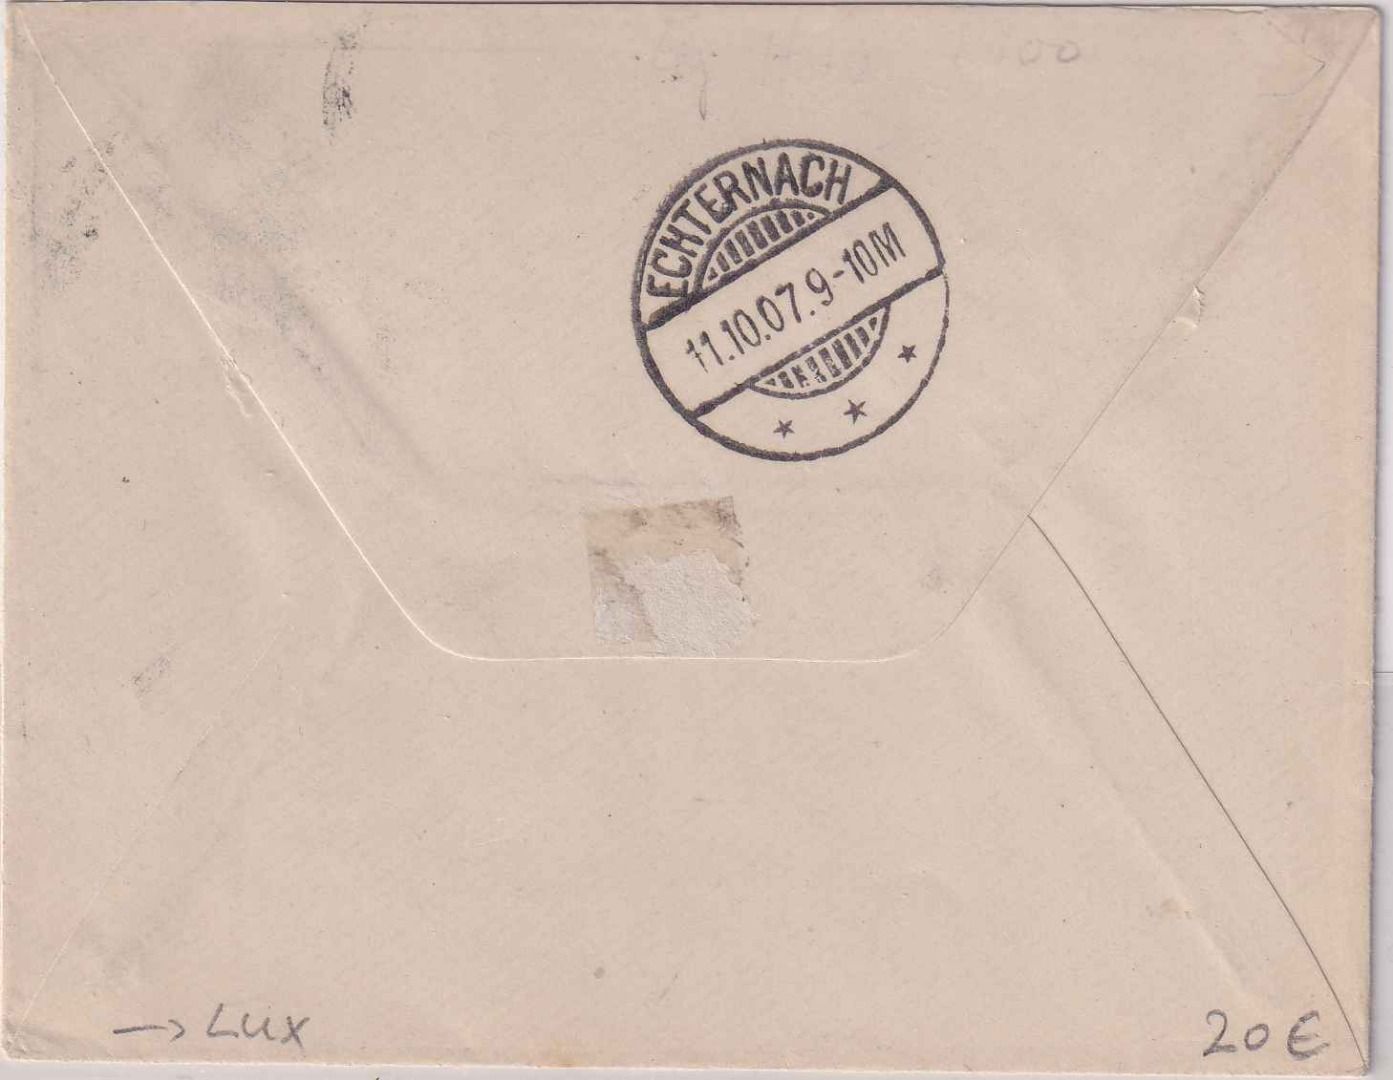 ECHTERNACH
11.10.07.9-10M
→ LUX
20 €